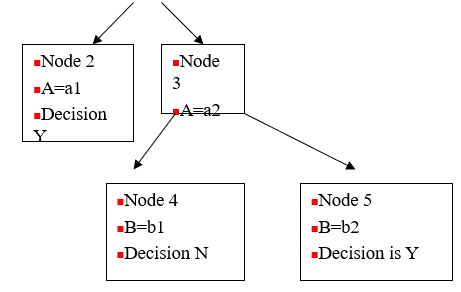 Node 2
A=a1
Decision
Y
Node
3
A=a2
Node 4
B=b1
Decision N
Node 5
B=b2
Decision is Y